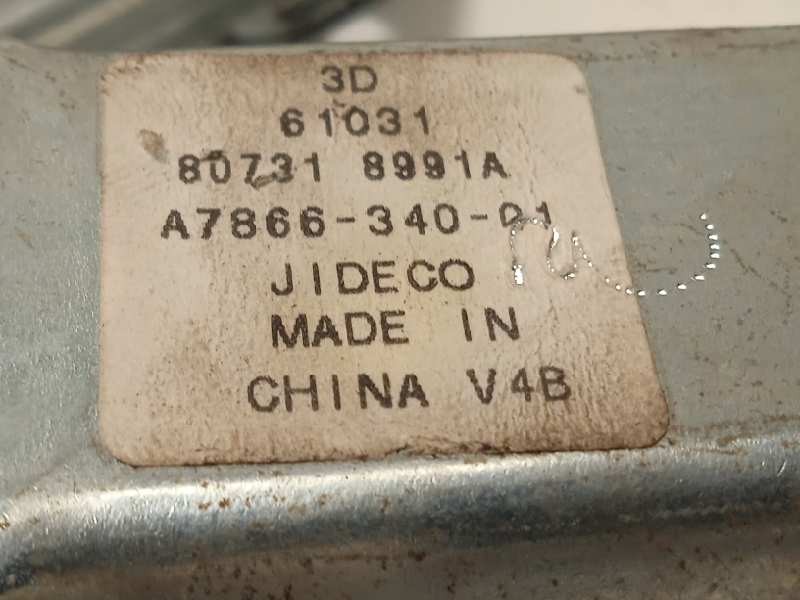 3D
61031
80731 8991A
A7866-340-01
JIDECO
MADE IN
CHINA V4B